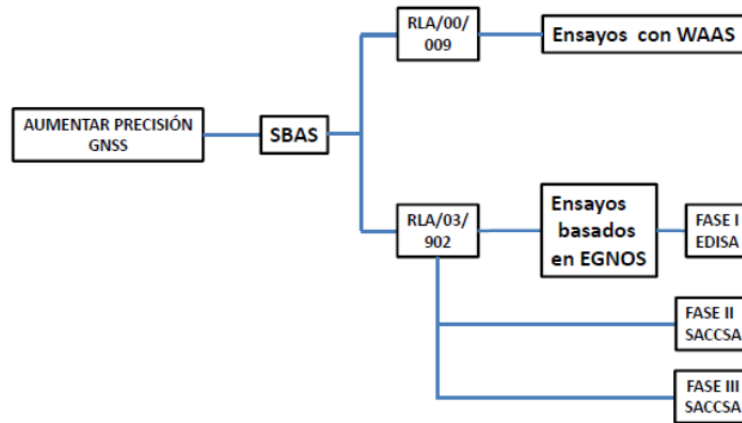 RLA/00/
009
Ensayos con WAAS
AUMENTAR PRECISIÓN
GNSS
SBAS
RLA/03/
902
Ensayos
basados
en EGNOS
FASE I
EDISA
FASE II
SACCSA
FASE III
SACCSA